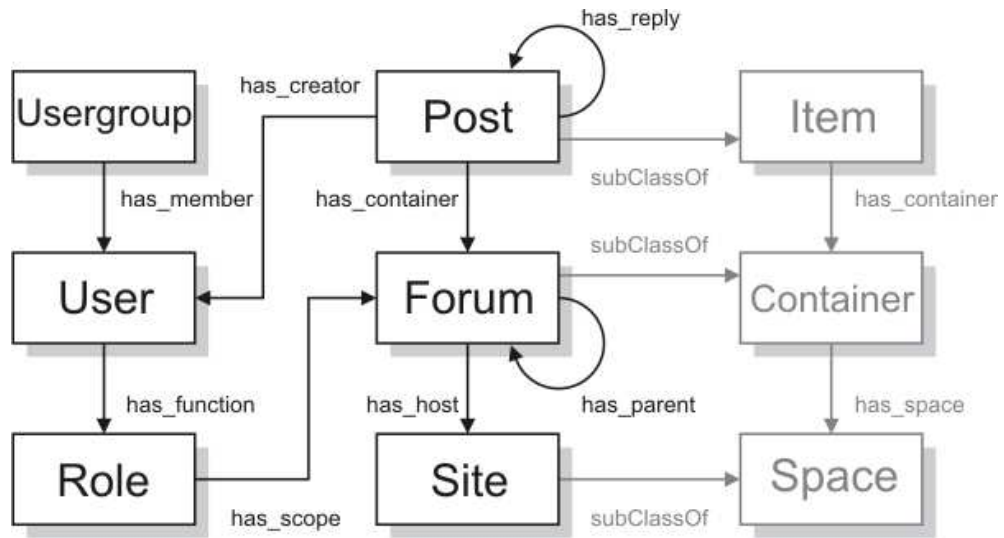 has_reply
has_creator
Usergroup
Post
Item
subClassOf
has_member
has_container
has_container
subClassOf
User
Forum
Container
has_function
has_host
has_parent
has_space
Role
Site
Space
has_scope
subClassOf